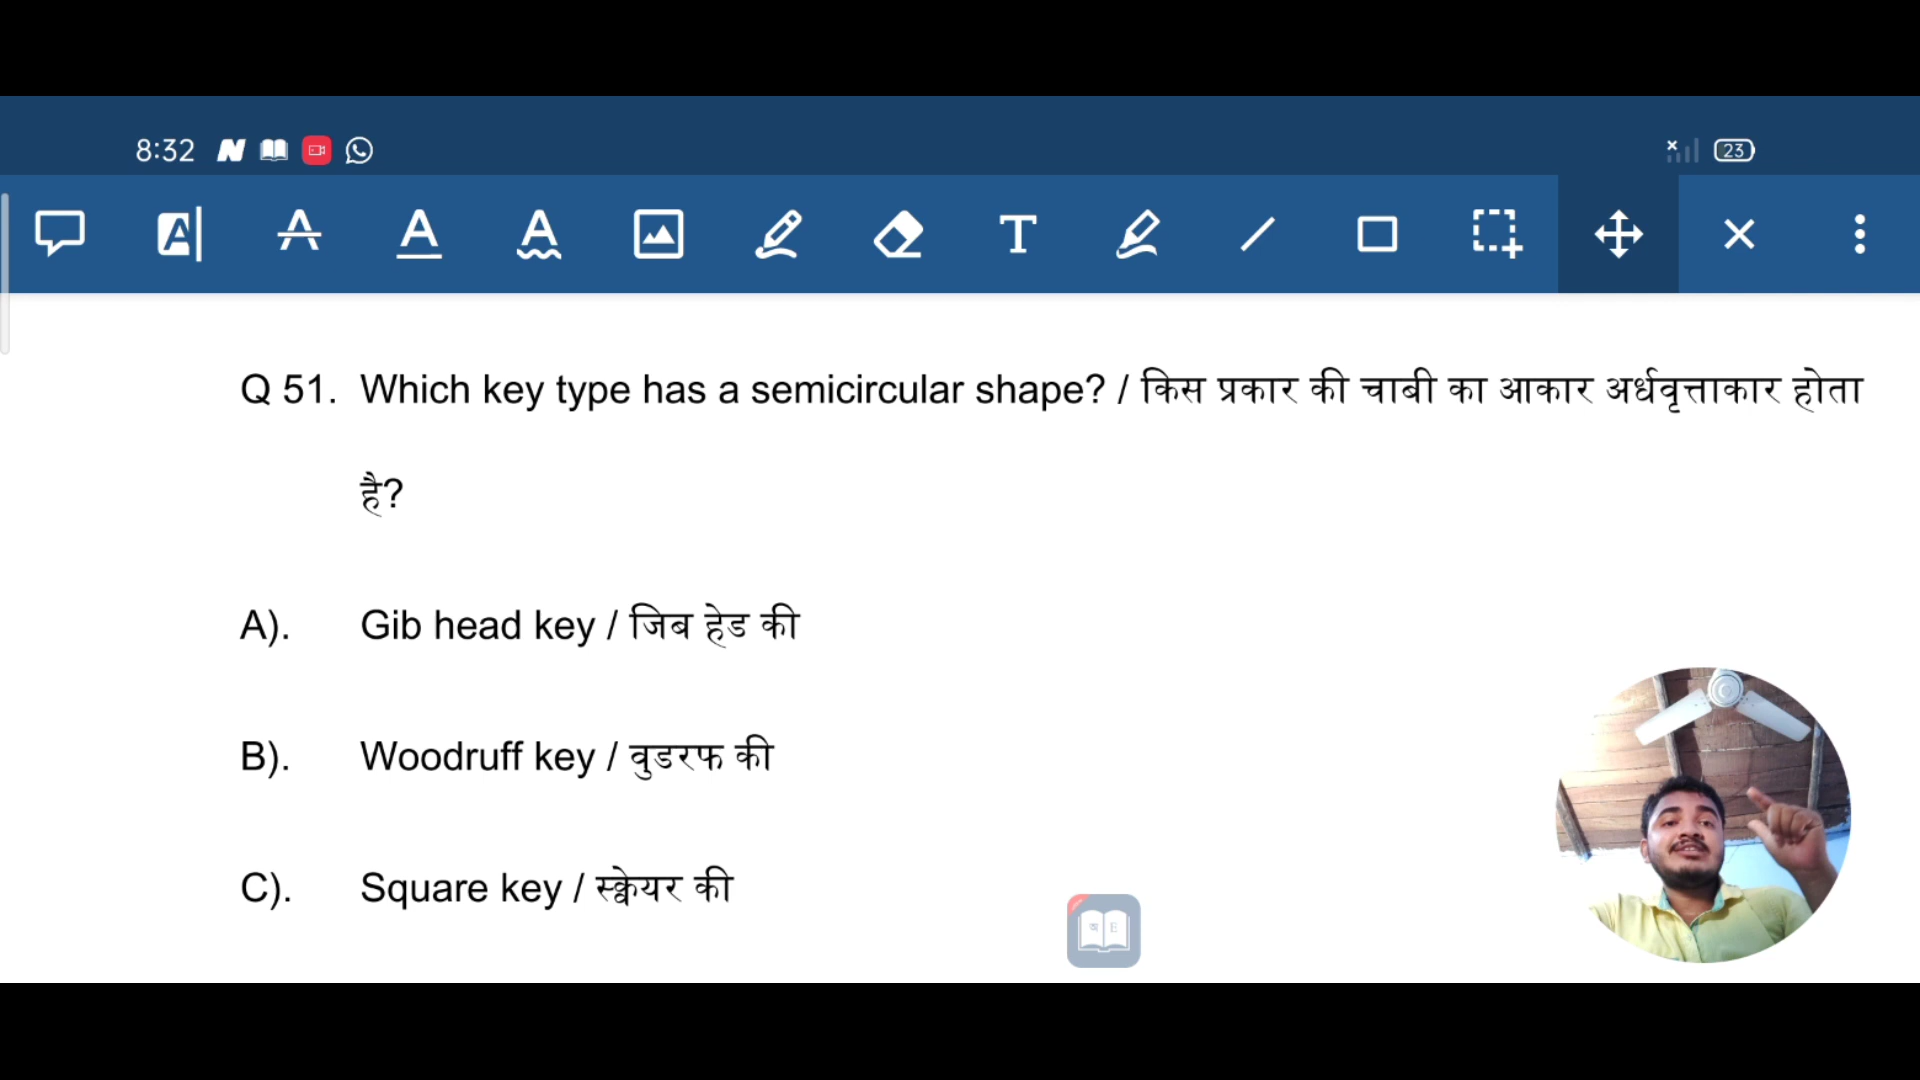 8:32
23
Q 51. Which key type has a semicircular shape? / किस प्रकार की चाबी का आकार अर्धवृत्ताकार होता
है?
A). Gib head key / जिब हेड की
B). Woodruff key / वुडरफ की
C). Square key / स्क्वेयर की